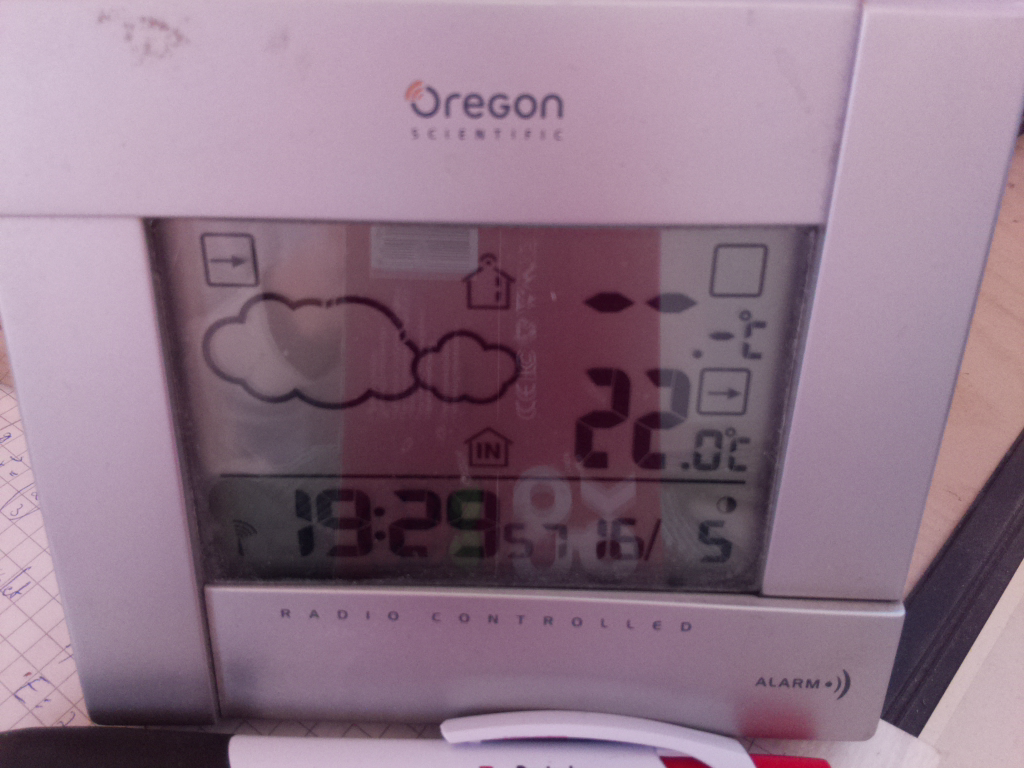 Oregon
SCIENTIFIC
-- .-°C
22.0°C
IN
19:29 57 16/ 5
RADIO CONTROLLED
ALARM